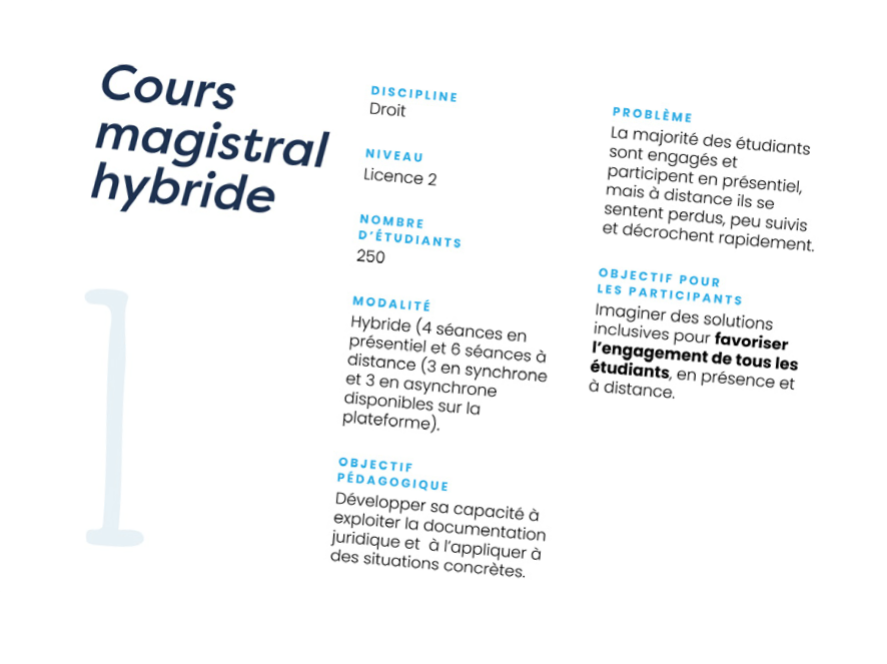 Cours
magistral
hybride
1
DISCIPLINE
Droit
NIVEAU
Licence 2
NOMBRE
D'ÉTUDIANTS
250
MODALITÉ
Hybride (4 séances en
présentiel et 6 séances à
distance (3 en synchrone
et 3 en asynchrone
disponibles sur la
plateforme).
OBJECTIF
PÉDAGOGIQUE
Développer sa capacité à
exploiter la documentation
juridique et  à l'appliquer à
des situations concrètes.
PROBLÈME
La majorité des étudiants
sont engagés et
participent en présentiel,
mais à distance ils se
sentent perdus, peu suivis
et décrochent rapidement.
OBJECTIF POUR
LES PARTICIPANTS
Imaginer des solutions
inclusives pour favoriser
l'engagement de tous les
étudiants, en présence et
à distance.